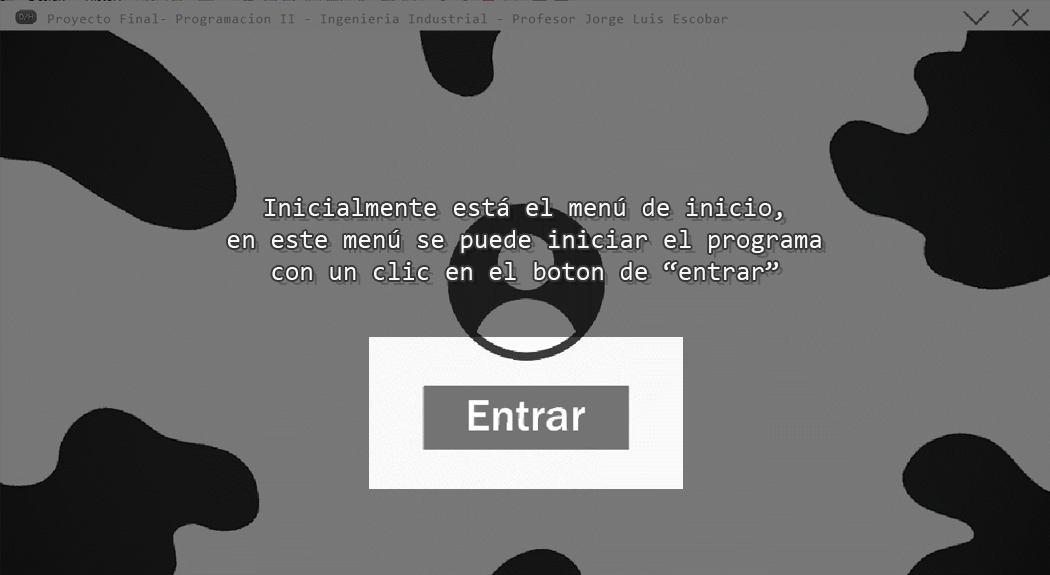 D/H Proyecto Final- Programacion II - Ingenieria Industrial - Profesor Jorge Luis Escobar
Inicialmente está el menú de inicio,
en este menú se puede iniciar el programa
con un clic en el boton de “entrar”
Entrar